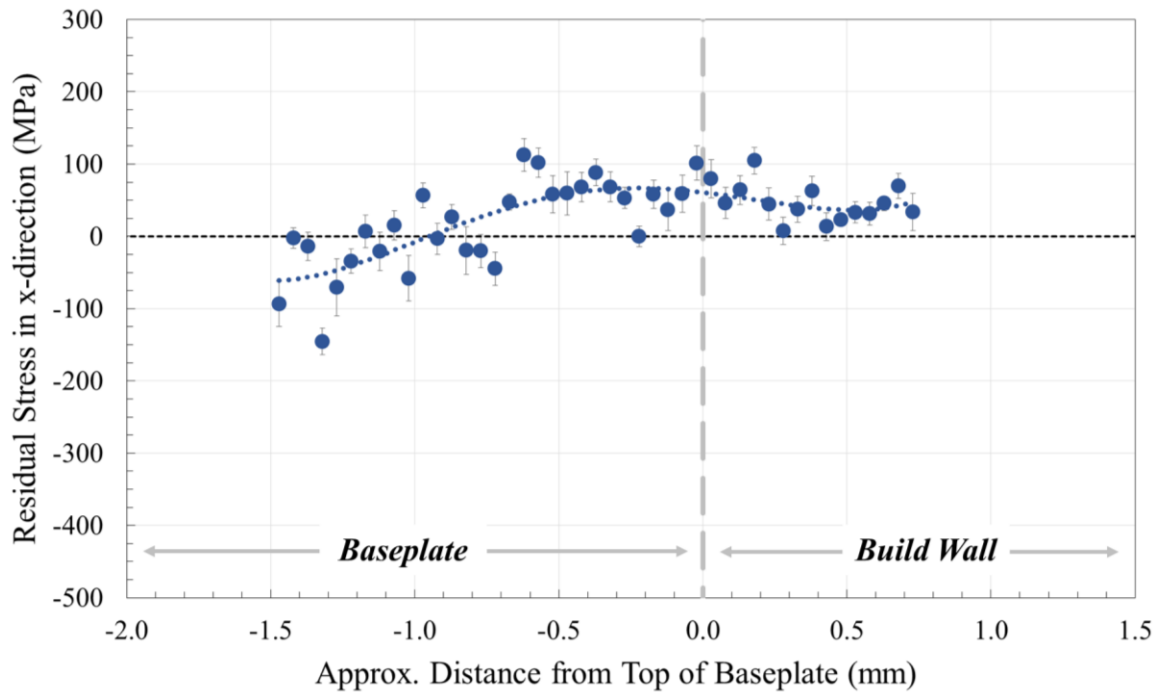 Residual Stress in x-direction (MPa)
300
200
100
0
-100
-200
-300
-400
-500
Baseplate
Build Wall
-2.0 -1.5 -1.0 -0.5 0.0 0.5 1.0 1.5
Approx. Distance from Top of Baseplate (mm)